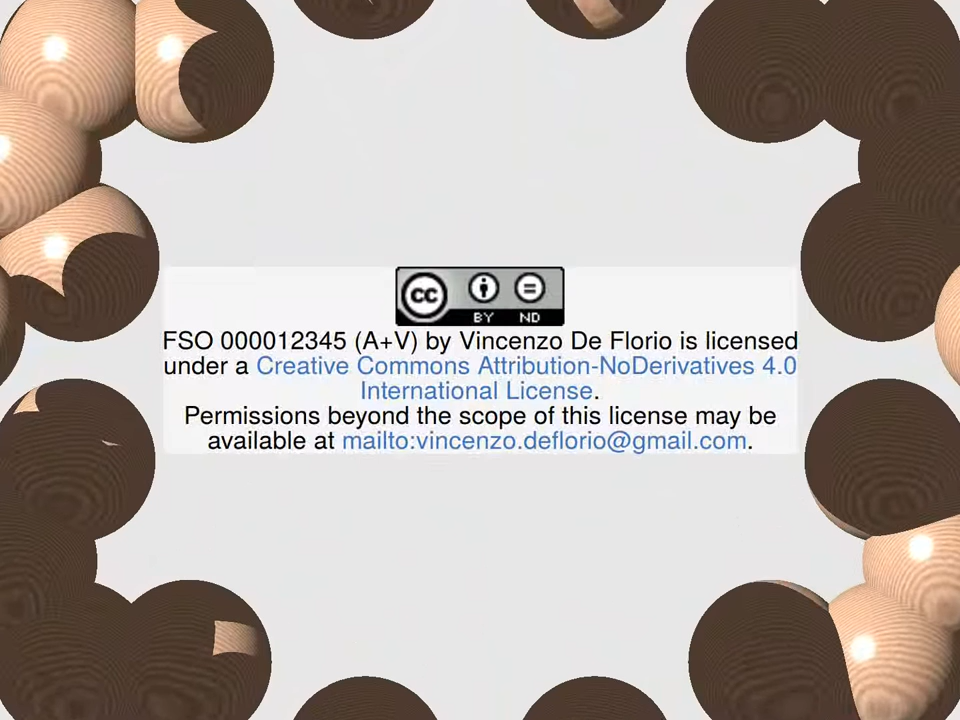 cc
BY ND
FSO 000012345 (A+V) by Vincenzo De Florio is licensed
under a Creative Commons Attribution-NoDerivatives 4.0
International License.
Permissions beyond the scope of this license may be
available at mailto:vincenzo.deflorio@gmail.com.